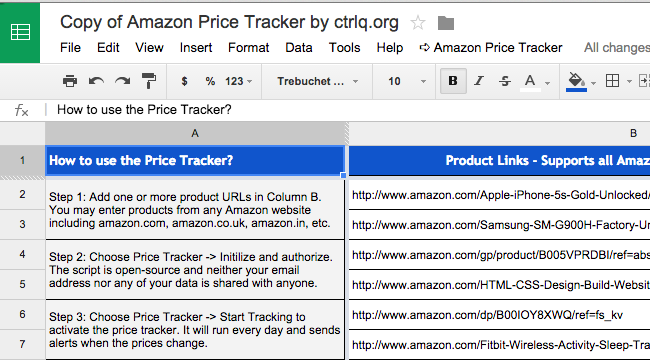 Copy of Amazon Price Tracker by ctrlq.org
File Edit View Insert Format Data Tools Help ➪ Amazon Price Tracker All changes
$ % 123 Trebuchet ... 10 B I S A
fx How to use the Price Tracker?
A B
1 How to use the Price Tracker? Product Links - Supports all Amaz
2 Step 1: Add one or more product URLs in Column B. http://www.amazon.com/Apple-iPhone-5s-Gold-Unlocked/
You may enter products from any Amazon website
3 including amazon.com, amazon.co.uk, amazon.in, etc. http://www.amazon.com/Samsung-SM-G900H-Factory-Un
4 Step 2: Choose Price Tracker -> Initilize and authorize. http://www.amazon.com/gp/product/B005VPRDBI/ref=abs
The script is open-source and neither your email
5 address nor any of your data is shared with anyone. http://www.amazon.com/HTML-CSS-Design-Build-Websit
6 Step 3: Choose Price Tracker -> Start Tracking to http://www.amazon.com/dp/B00IOY8XWQ/ref=fs_kv
activate the price tracker. It will run every day and sends
7 alerts when the prices change. http://www.amazon.com/Fitbit-Wireless-Activity-Sleep-Tra